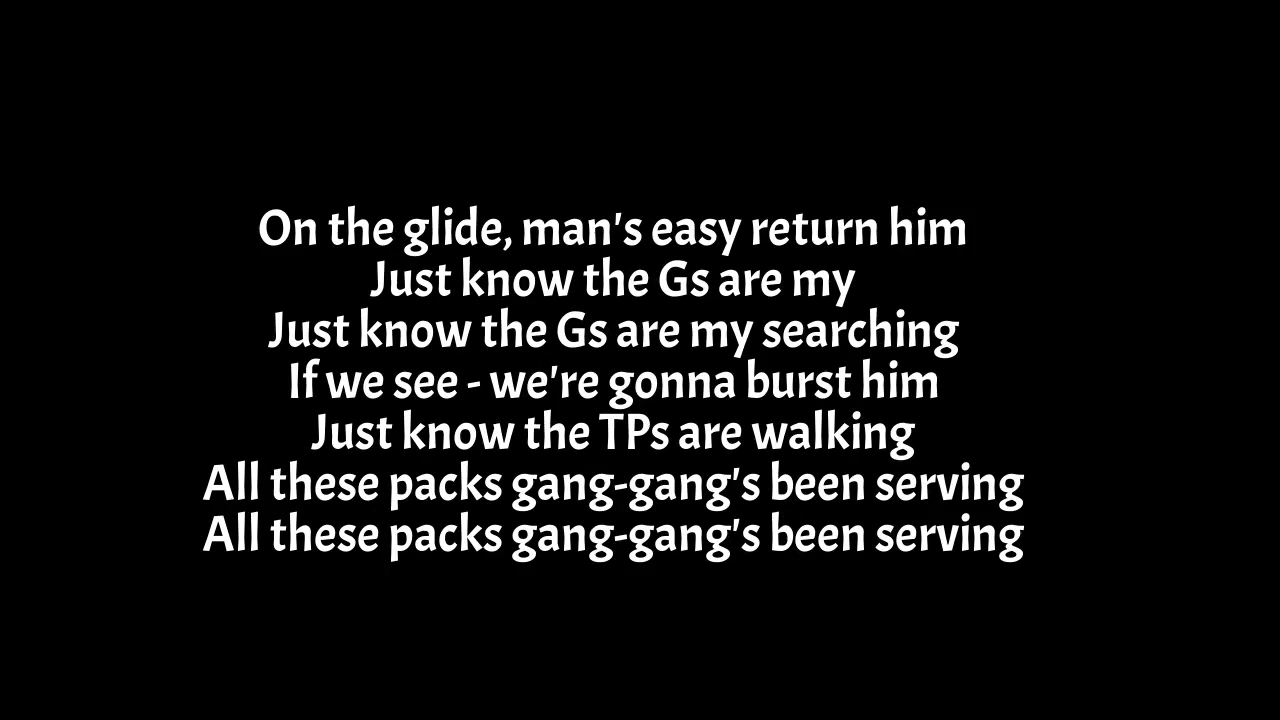 On the glide, man's easy return him
Just know the Gs are my
Just know the Gs are my searching
If we see - we're gonna burst him
Just know the TPs are walking
All these packs gang-gang's been serving
All these packs gang-gang's been serving